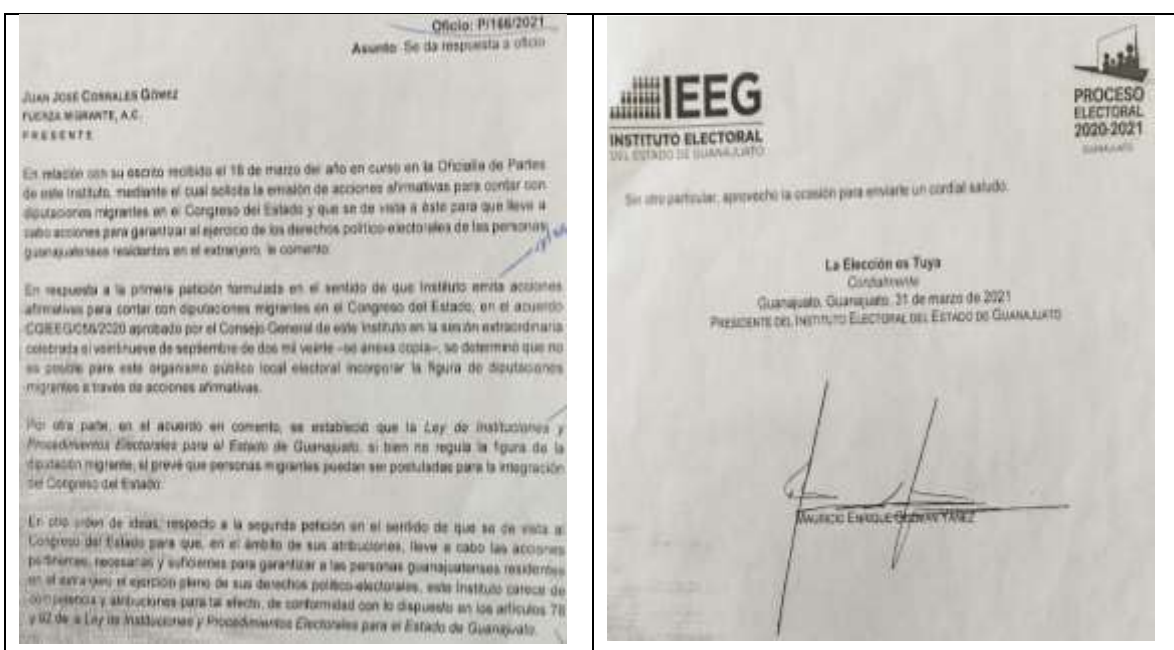 Oficio: P/166/2021
Asunto: Se da respuesta a oficio
JUAN JOSÉ CORRALES GÓMEZ
FUERZA MIGRANTE, A.C.
PRESENTE
En relación con su escrito recibido el 16 de marzo del año en curso en la Oficialía de Partes
de este Instituto, mediante el cual solicita la emisión de acciones afirmativas para contar con
diputaciones migrantes en el Congreso del Estado y que se de vista a éste para que lleve a
cabo acciones para garantizar el ejercicio de los derechos político-electorales de las personas
guanajuatenses residentes en el extranjero, le comento:
En respuesta a la primera petición formulada en el sentido de que Instituto emita acciones
afirmativas para contar con diputaciones migrantes en el Congreso del Estado, en el acuerdo
CGIEEG/058/2020 aprobado por el Consejo General de este Instituto en la sesión extraordinaria
celebrada el veintinueve de septiembre de dos mil veinte –se anexa copia–, se determinó que no
es posible para este organismo público local electoral incorporar la figura de diputaciones
migrantes a través de acciones afirmativas.
Por otra parte, en el acuerdo en comento, se estableció que la Ley de Instituciones y
Procedimientos Electorales para el Estado de Guanajuato, si bien no regula la figura de la
diputación migrante, sí prevé que personas migrantes puedan ser postuladas para la integración
del Congreso del Estado.
En otro orden de ideas, respecto a la segunda petición en el sentido de que se de vista al
Congreso del Estado para que, en el ámbito de sus atribuciones, lleve a cabo las acciones
pertinentes, necesarias y suficientes para garantizar a las personas guanajuatenses residentes
en el extranjero el ejercicio pleno de sus derechos político-electorales, este Instituto carece de
competencia y atribuciones para tal efecto, de conformidad con lo dispuesto en los artículos 78
y 92 de la Ley de Instituciones y Procedimientos Electorales para el Estado de Guanajuato.
IEEG
INSTITUTO ELECTORAL
DEL ESTADO DE GUANAJUATO
PROCESO
ELECTORAL
2020-2021
GUANAJUATO
Sin otro particular, aprovecho la ocasión para enviarle un cordial saludo.
La Elección es Tuya
Cordialmente
Guanajuato, Guanajuato, 31 de marzo de 2021
PRESIDENTE DEL INSTITUTO ELECTORAL DEL ESTADO DE GUANAJUATO
MAURICIO ENRIQUE GUZMÁN YÁÑEZ